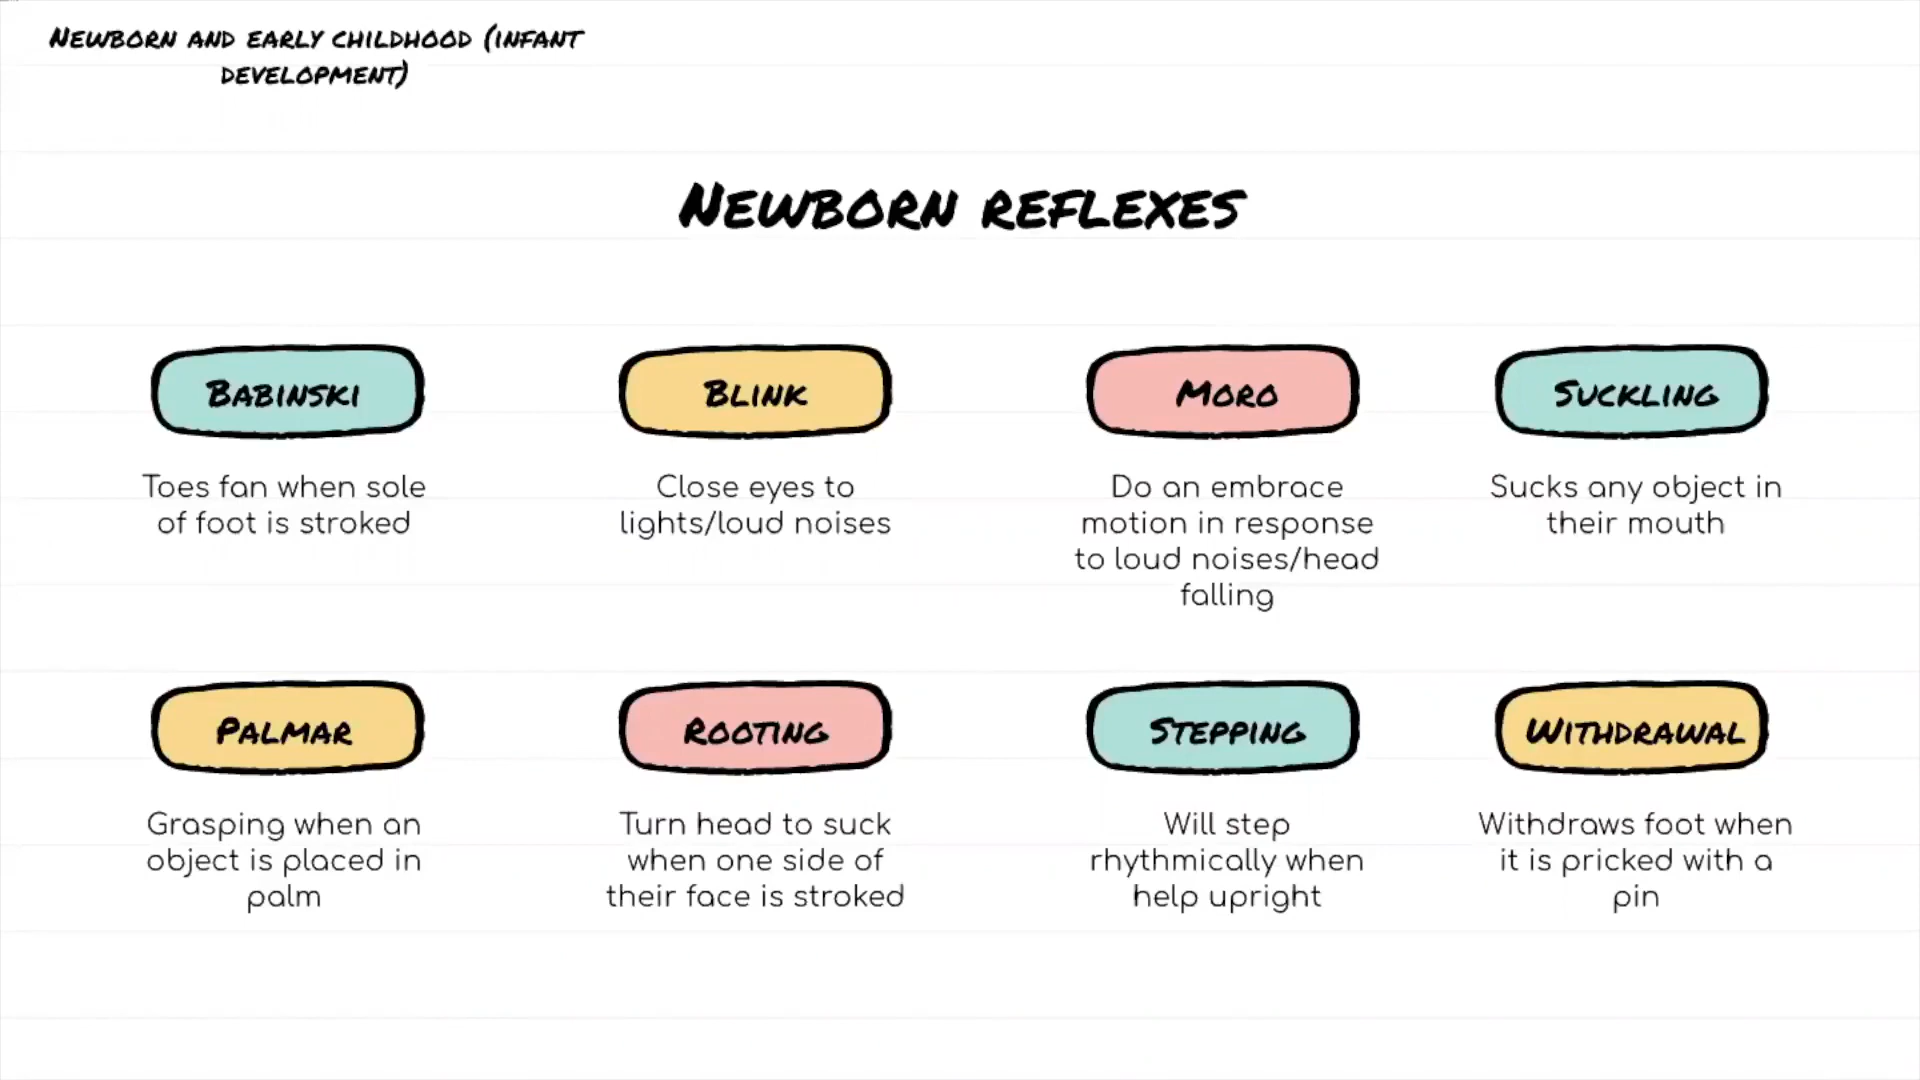 Newborn and early childhood (infant
development)
Newborn reflexes
Babinski
Toes fan when sole
of foot is stroked
Blink
Close eyes to
lights/loud noises
Moro
Do an embrace
motion in response
to loud noises/head
falling
Suckling
Sucks any object in
their mouth
Palmar
Grasping when an
object is placed in
palm
Rooting
Turn head to suck
when one side of
their face is stroked
Stepping
Will step
rhythmically when
help upright
Withdrawal
Withdraws foot when
it is pricked with a
pin